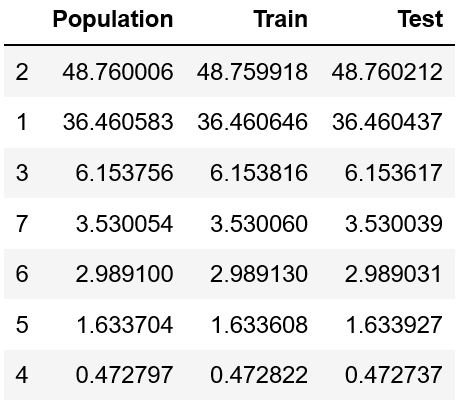 Population Train Test
2 48.760006 48.759918 48.760212
1 36.460583 36.460646 36.460437
3 6.153756 6.153816 6.153617
7 3.530054 3.530060 3.530039
6 2.989100 2.989130 2.989031
5 1.633704 1.633608 1.633927
4 0.472797 0.472822 0.472737